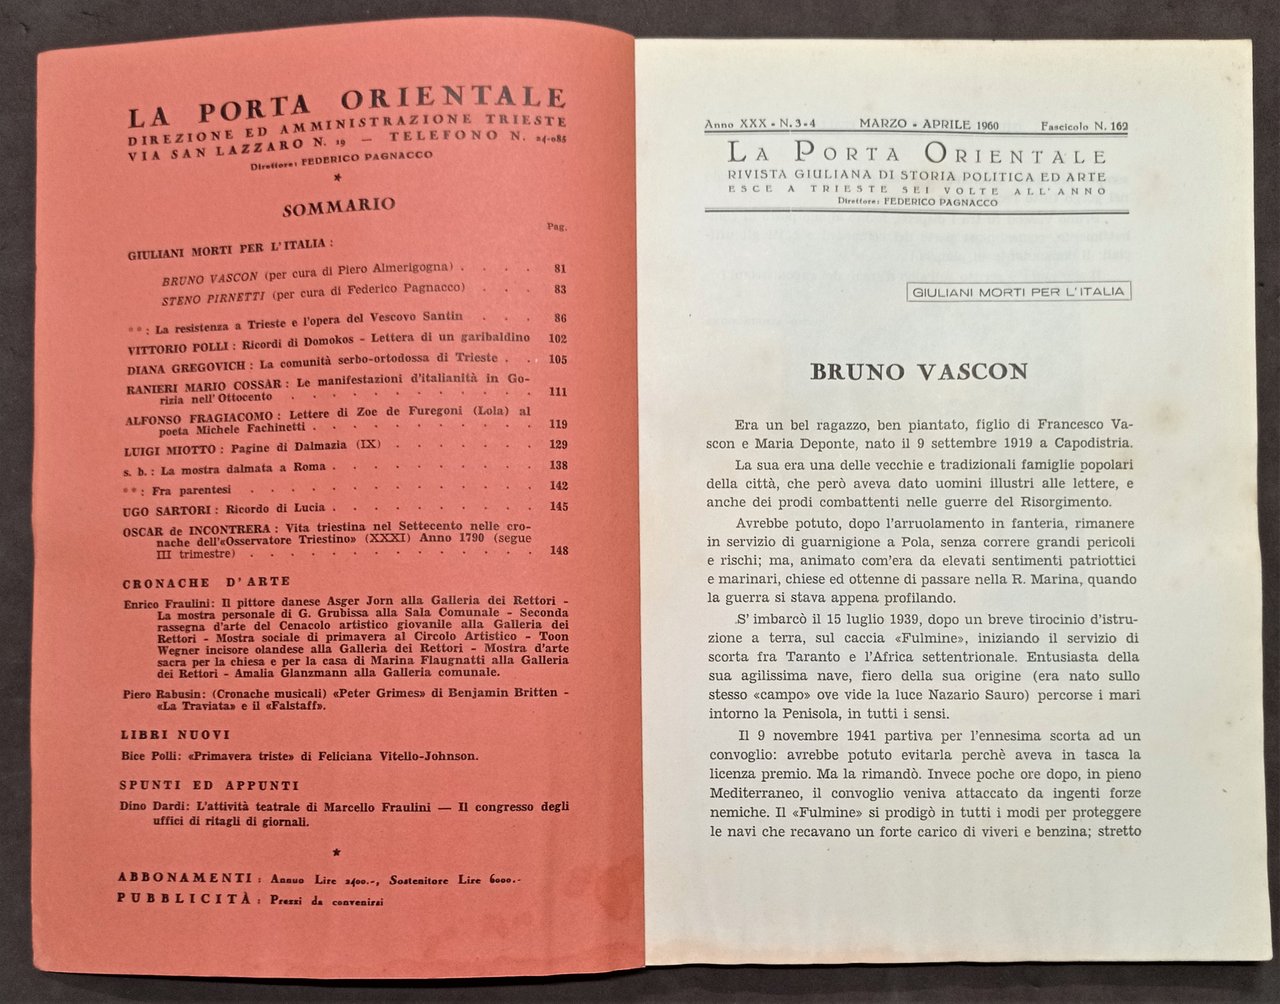 LA PORTA ORIENTALE
DIREZIONE ED AMMINISTRAZIONE TRIESTE
VIA SAN LAZZARO N. 19 — TELEFONO N. 24-085
Direttore: FEDERICO PAGNACCO
*
SOMMARIO
Pag.
GIULIANI MORTI PER L'ITALIA :
BRUNO VASCON (per cura di Piero Almerigogna) . . . . 81
STENO PIRNETTI (per cura di Federico Pagnacco) . . . 83
* * : La resistenza a Trieste e l'opera del Vescovo Santin . . . 86
VITTORIO POLLI : Ricordi di Domokos - Lettera di un garibaldino 102
DIANA GREGOVICH : La comunità serbo-ortodossa di Trieste . . 105
RANIERI MARIO COSSÀR : Le manifestazioni d'italianità in Go-
rizia nell'Ottocento . . . . . . . . . . 111
ALFONSO FRAGIACOMO : Lettere di Zoe de Furegoni (Lola) al
poeta Michele Fachinetti . . . . . . . . . 119
LUIGI MIOTTO : Pagine di Dalmazia (IX) . . . . . . 129
s. b. : La mostra dalmata a Roma . . . . . . . . 138
* * : Fra parentesi . . . . . . . . . . . 142
UGO SARTORI : Ricordo di Lucia . . . . . . . . 145
OSCAR de INCONTRERA : Vita triestina nel Settecento nelle cro-
nache dell'«Osservatore Triestino» (XXXI) Anno 1790 (segue
III trimestre) . . . . . . . . . . . 148
CRONACHE D'ARTE
Enrico Fraulini: Il pittore danese Asger Jorn alla Galleria dei Rettori -
La mostra personale di G. Grubissa alla Sala Comunale - Seconda
rassegna d'arte del Cenacolo artistico giovanile alla Galleria dei
Rettori - Mostra sociale di primavera al Circolo Artistico - Toon
Wegner incisore olandese alla Galleria dei Rettori - Mostra d'arte
sacra per la chiesa e per la casa di Marina Flaugnatti alla Galleria
dei Rettori - Amalia Glanzmann alla Galleria comunale.
Piero Rabusin: (Cronache musicali) «Peter Grimes» di Benjamin Britten -
«La Traviata» e il «Falstaff».
LIBRI NUOVI
Bice Polli: «Primavera triste» di Feliciana Vitello-Johnson.
SPUNTI ED APPUNTI
Dino Dardi: L'attività teatrale di Marcello Fraulini — Il congresso degli
uffici di ritagli di giornali.
*
ABBONAMENTI : Annuo Lire 2400.-, Sostenitore Lire 6000.-
PUBBLICITÀ : Prezzi da convenirsi
Anno XXX - N. 3-4 MARZO - APRILE 1960 Fascicolo N. 162
LA PORTA ORIENTALE
RIVISTA GIULIANA DI STORIA POLITICA ED ARTE
ESCE A TRIESTE SEI VOLTE ALL'ANNO
Direttore: FEDERICO PAGNACCO
GIULIANI MORTI PER L'ITALIA
BRUNO VASCON
Era un bel ragazzo, ben piantato, figlio di Francesco Va-
scon e Maria Deponte, nato il 9 settembre 1919 a Capodistria.
La sua era una delle vecchie e tradizionali famiglie popolari
della città, che però aveva dato uomini illustri alle lettere, e
anche dei prodi combattenti nelle guerre del Risorgimento.
Avrebbe potuto, dopo l'arruolamento in fanteria, rimanere
in servizio di guarnigione a Pola, senza correre grandi pericoli
e rischi; ma, animato com'era da elevati sentimenti patriottici
e marinari, chiese ed ottenne di passare nella R. Marina, quando
la guerra si stava appena profilando.
S' imbarcò il 15 luglio 1939, dopo un breve tirocinio d'istru-
zione a terra, sul caccia «Fulmine», iniziando il servizio di
scorta fra Taranto e l'Africa settentrionale. Entusiasta della
sua agilissima nave, fiero della sua origine (era nato sullo
stesso «campo» ove vide la luce Nazario Sauro) percorse i mari
intorno la Penisola, in tutti i sensi.
Il 9 novembre 1941 partiva per l'ennesima scorta ad un
convoglio: avrebbe potuto evitarla perchè aveva in tasca la
licenza premio. Ma la rimandò. Invece poche ore dopo, in pieno
Mediterraneo, il convoglio veniva attaccato da ingenti forze
nemiche. Il «Fulmine» si prodigò in tutti i modi per proteggere
le navi che recavano un forte carico di viveri e benzina; stretto